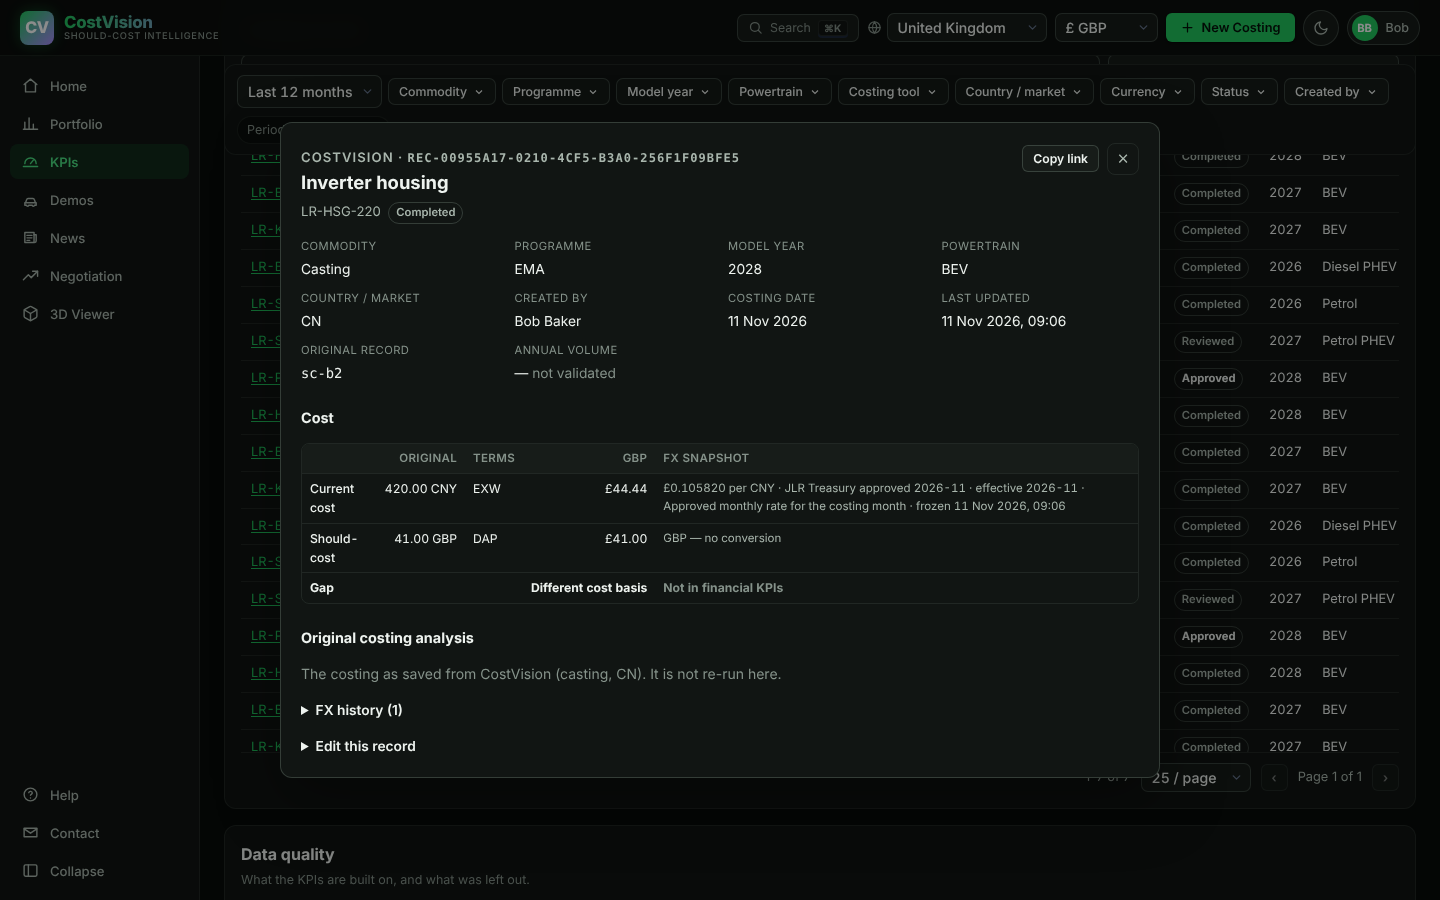 CV
CostVision
SHOULD-COST INTELLIGENCE
Search ⌘K
United Kingdom
£ GBP
+ New Costing
BB Bob
Home
Portfolio
KPIs
Demos
News
Negotiation
3D Viewer
Help
Contact
Collapse
Last 12 months
Commodity
Programme
Model year
Powertrain
Costing tool
Country / market
Currency
Status
Created by
COSTVISION · REC-00955A17-0210-4CF5-B3A0-256F1F09BFE5
Copy link ×
Inverter housing
LR-HSG-220 Completed
COMMODITY PROGRAMME MODEL YEAR POWERTRAIN
Casting EMA 2028 BEV
COUNTRY / MARKET CREATED BY COSTING DATE LAST UPDATED
CN Bob Baker 11 Nov 2026 11 Nov 2026, 09:06
ORIGINAL RECORD ANNUAL VOLUME
sc-b2 — not validated
Cost
ORIGINAL TERMS GBP FX SNAPSHOT
Current cost 420.00 CNY EXW £44.44 £0.105820 per CNY · JLR Treasury approved 2026-11 · effective 2026-11 ·
Approved monthly rate for the costing month · frozen 11 Nov 2026, 09:06
Should-cost 41.00 GBP DAP £41.00 GBP — no conversion
Gap Different cost basis Not in financial KPIs
Original costing analysis
The costing as saved from CostVision (casting, CN). It is not re-run here.
FX history (1)
Edit this record
Completed 2028 BEV
Completed 2027 BEV
Completed 2027 BEV
Completed 2026 Diesel PHEV
Completed 2026 Petrol
Reviewed 2027 Petrol PHEV
Approved 2028 BEV
Completed 2028 BEV
Completed 2027 BEV
Completed 2027 BEV
Completed 2026 Diesel PHEV
Completed 2026 Petrol
Reviewed 2027 Petrol PHEV
Approved 2028 BEV
Completed 2028 BEV
Completed 2027 BEV
Completed 2027 BEV
25 / page ‹ Page 1 of 1 ›
Data quality
What the KPIs are built on, and what was left out.